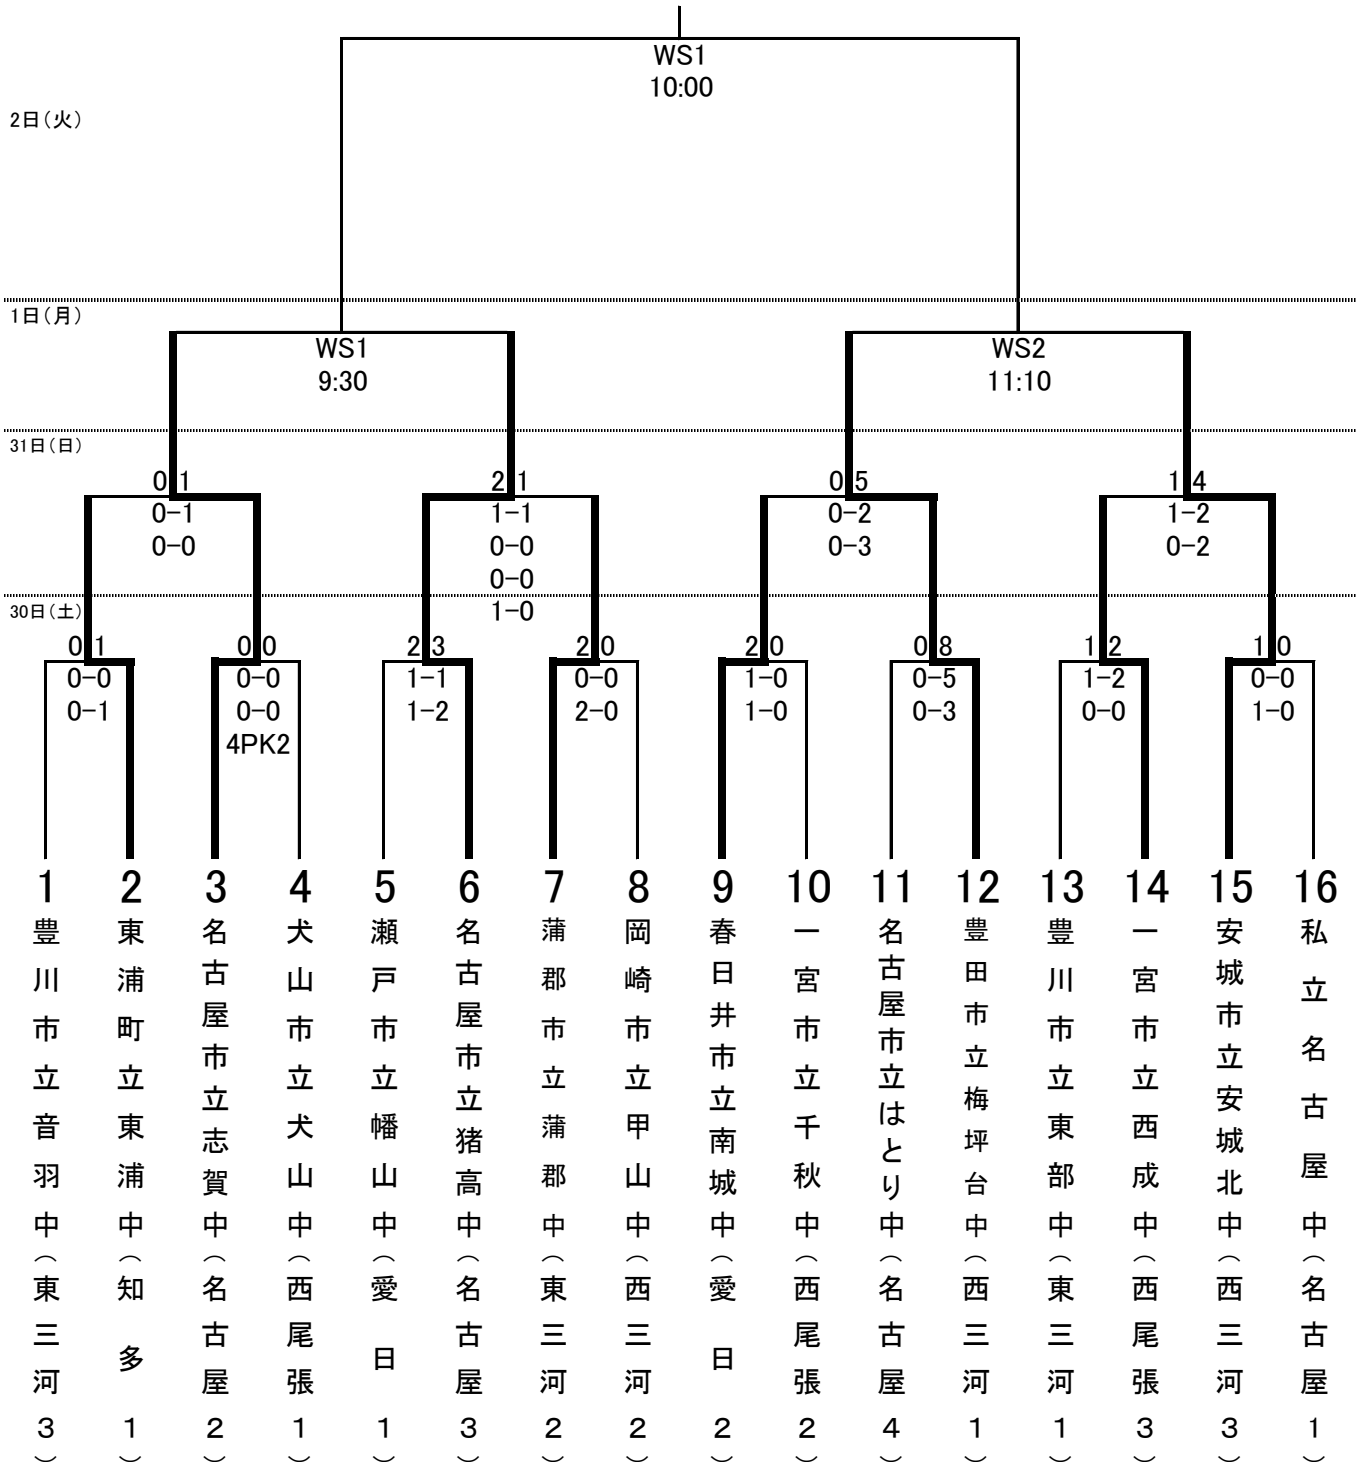 WS1
10:00
2日(火)
1日(月)
WS1
9:30
WS2
11:10
31日(日)
0 1
0-1
0-0
2 1
1-1
0-0
0-0
1-0
0 5
0-2
0-3
1 4
1-2
0-2
30日(土)
0 1
0-0
0-1
0 0
0-0
0-0
4PK2
2 3
1-1
1-2
2 0
0-0
2-0
2 0
1-0
1-0
0 8
0-5
0-3
1 2
1-2
0-0
1 0
0-0
1-0
1
豊川市立音羽中(東三河3)
2
東浦町立東浦中(知多1)
3
名古屋市立志賀中(名古屋2)
4
犬山市立犬山中(西尾張1)
5
瀬戸市立幡山中(愛日1)
6
名古屋市立猪高中(名古屋3)
7
蒲郡市立蒲郡中(東三河2)
8
岡崎市立甲山中(西三河2)
9
春日井市立南城中(愛日2)
10
一宮市立千秋中(西尾張2)
11
名古屋市立はとり中(名古屋4)
12
豊田市立梅坪台中(西三河1)
13
豊川市立東部中(東三河1)
14
一宮市立西成中(西尾張3)
15
安城市立安城北中(西三河3)
16
私立名古屋中(名古屋1)